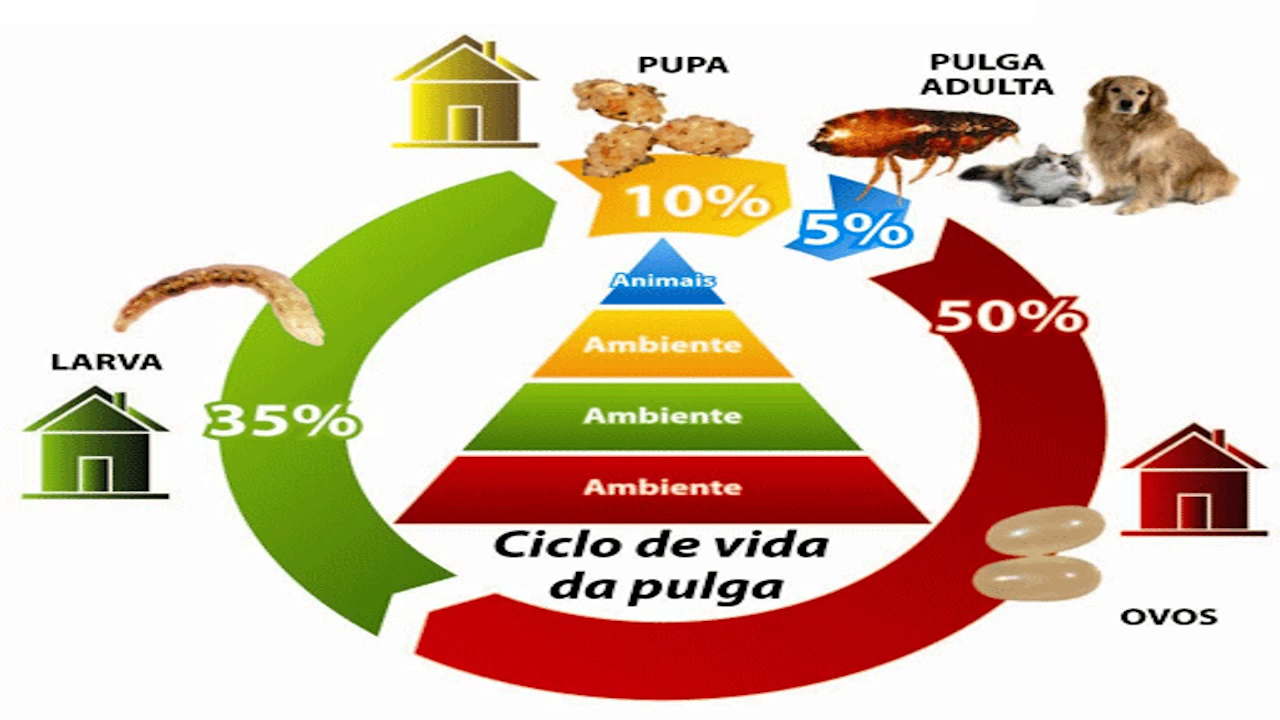 PUPA
PULGA
ADULTA
10%
5%
50%
Animais
Ambiente
LARVA
35%
Ambiente
Ambiente
Ciclo de vida
da pulga
OVOS